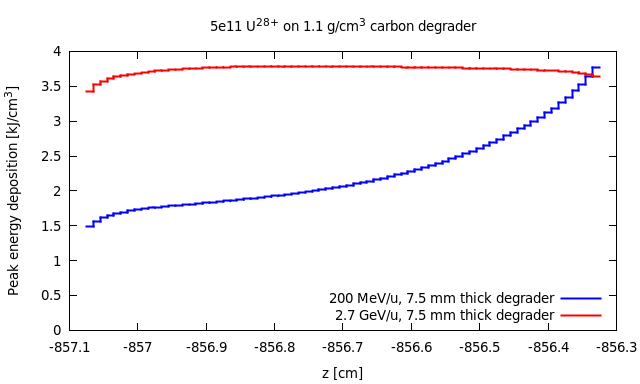 5e11 U²⁸⁺ on 1.1 g/cm³ carbon degrader
Peak energy deposition [kJ/cm³]
4
3.5
3
2.5
2
1.5
1
0.5
0
200 MeV/u, 7.5 mm thick degrader
2.7 GeV/u, 7.5 mm thick degrader
-857.1 -857 -856.9 -856.8 -856.7 -856.6 -856.5 -856.4 -856.3
z [cm]